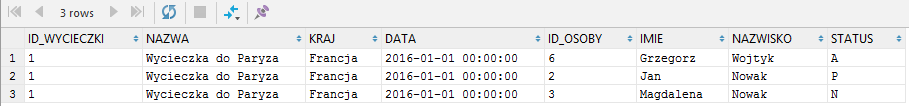 3 rows
ID_WYCIECZKI NAZWA KRAJ DATA ID_OSOBY IMIE NAZWISKO STATUS
1 1 Wycieczka do Paryza Francja 2016-01-01 00:00:00 6 Grzegorz Wojtyk A
2 1 Wycieczka do Paryza Francja 2016-01-01 00:00:00 2 Jan Nowak P
3 1 Wycieczka do Paryza Francja 2016-01-01 00:00:00 3 Magdalena Nowak N